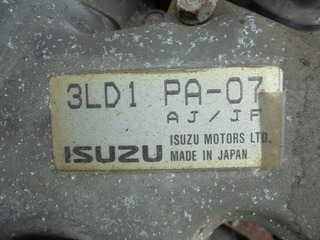 3LD1 PA-07
AJ/JF
ISUZU ISUZU MOTORS LTD.
MADE IN JAPAN